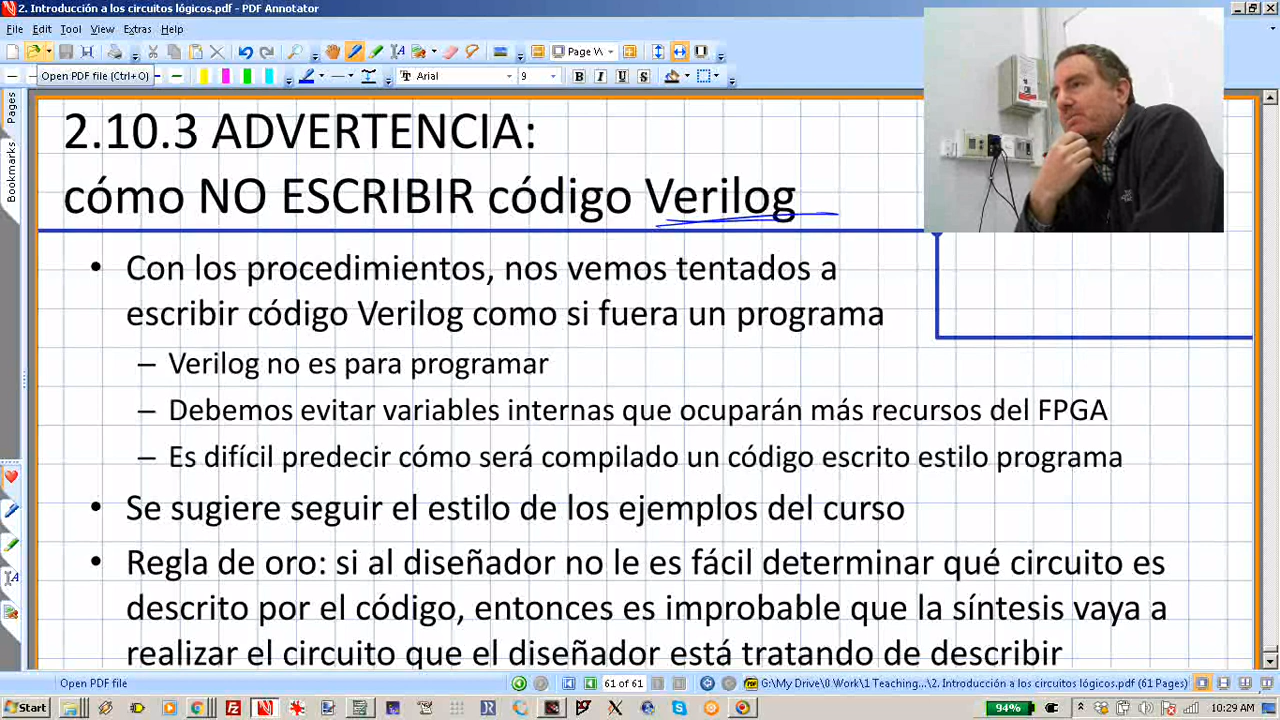 2. Introducción a los circuitos lógicos.pdf - PDF Annotator
File Edit Tool View Extras Help
Page W
Open PDF file (Ctrl+O)
Arial 9 B I U S
Pages
Bookmarks
2.10.3 ADVERTENCIA:
cómo NO ESCRIBIR código Verilog
• Con los procedimientos, nos vemos tentados a
escribir código Verilog como si fuera un programa
– Verilog no es para programar
– Debemos evitar variables internas que ocuparán más recursos del FPGA
– Es difícil predecir cómo será compilado un código escrito estilo programa
• Se sugiere seguir el estilo de los ejemplos del curso
• Regla de oro: si al diseñador no le es fácil determinar qué circuito es
descrito por el código, entonces es improbable que la síntesis vaya a
realizar el circuito que el diseñador está tratando de describir
Open PDF file
61 of 61
G:\My Drive\0 Work\1 Teaching...\2. Introducción a los circuitos lógicos.pdf (61 Pages)
Start
94%
10:29 AM